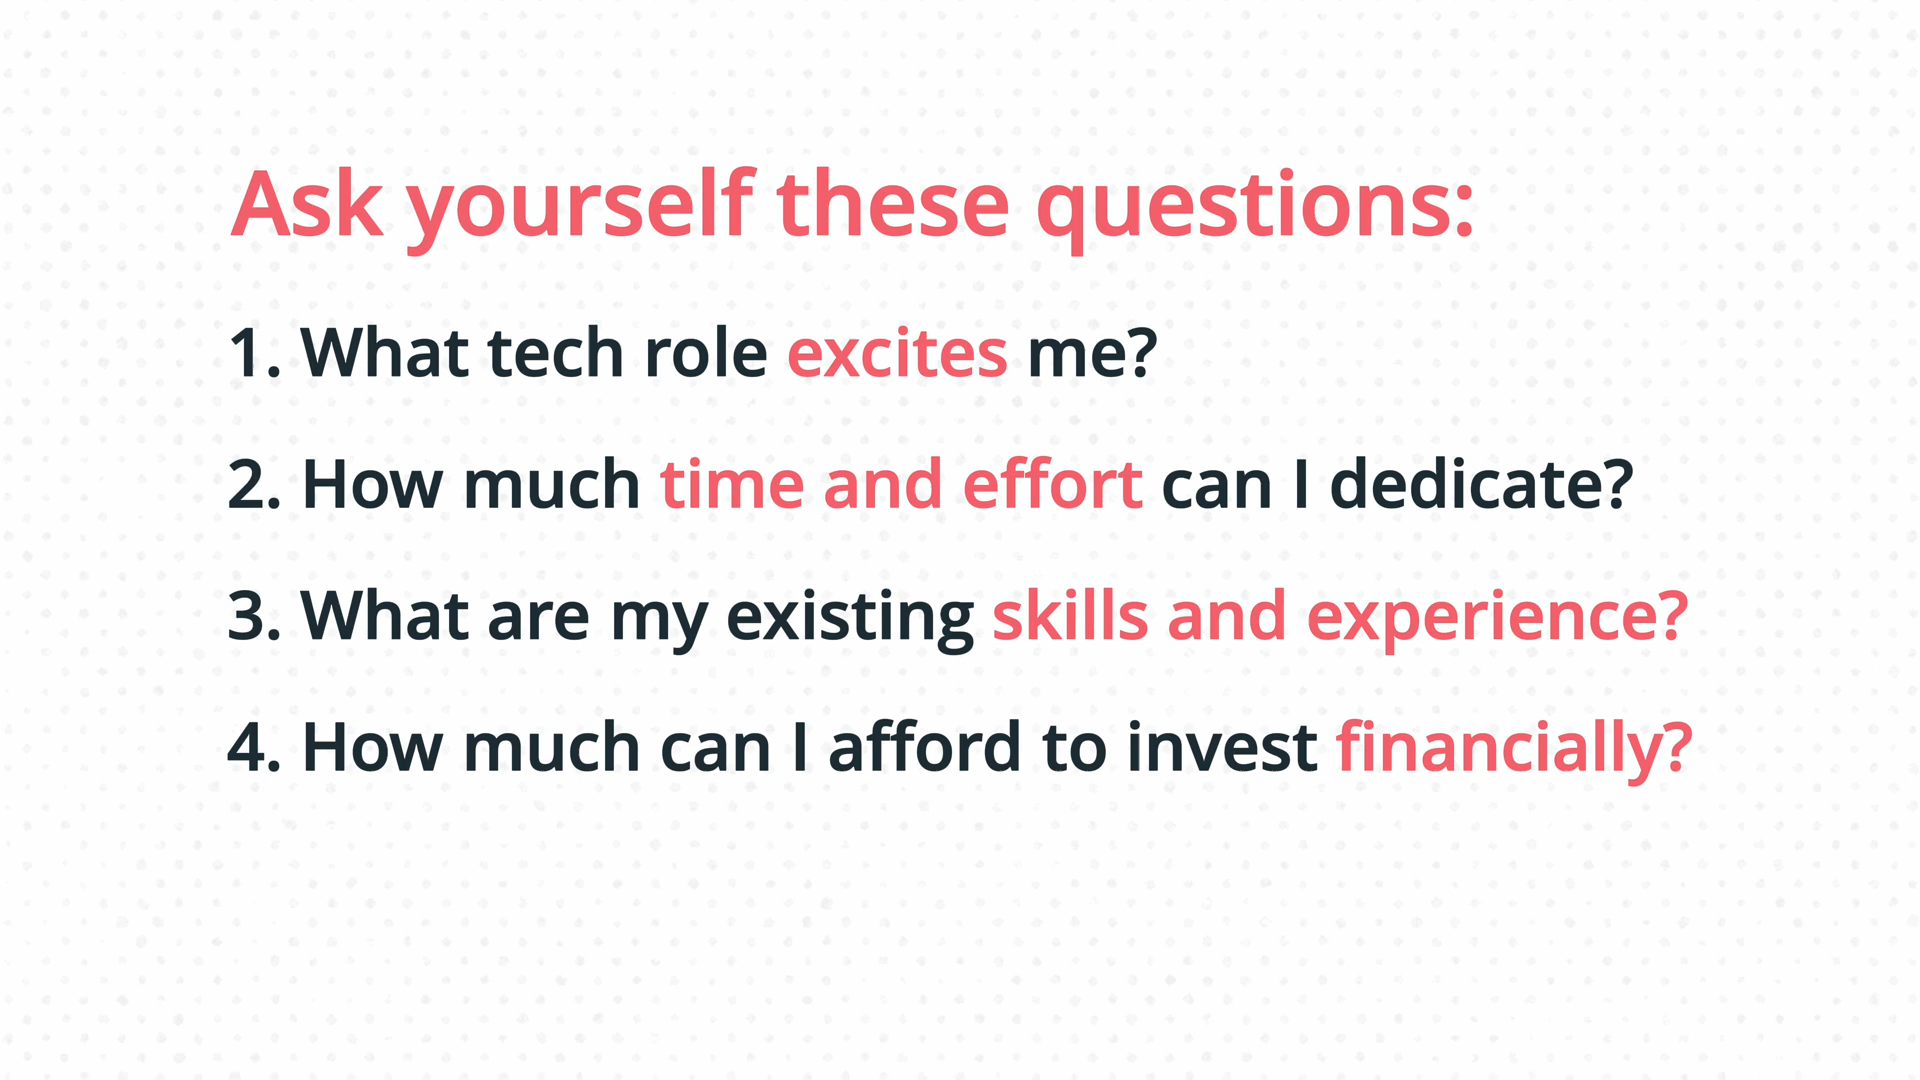 Ask yourself these questions:
1. What tech role excites me?
2. How much time and effort can I dedicate?
3. What are my existing skills and experience?
4. How much can I afford to invest financially?